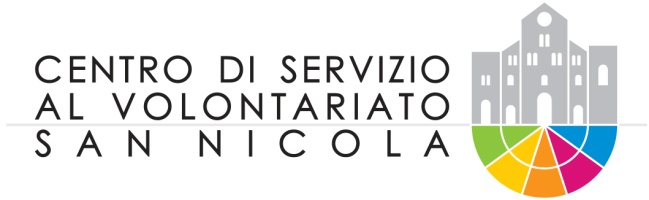 CENTRO DI SERVIZIO
AL VOLONTARIATO
SAN NICOLA